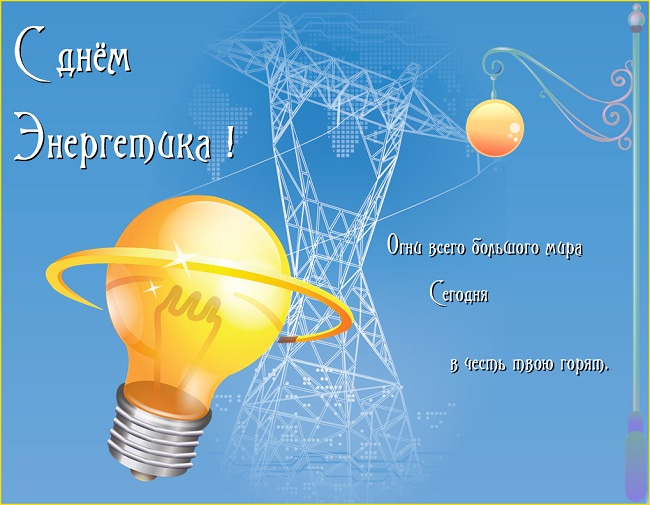 С днём
Энергетика !
Огни всего большого мира
Сегодня
в честь твою горят.